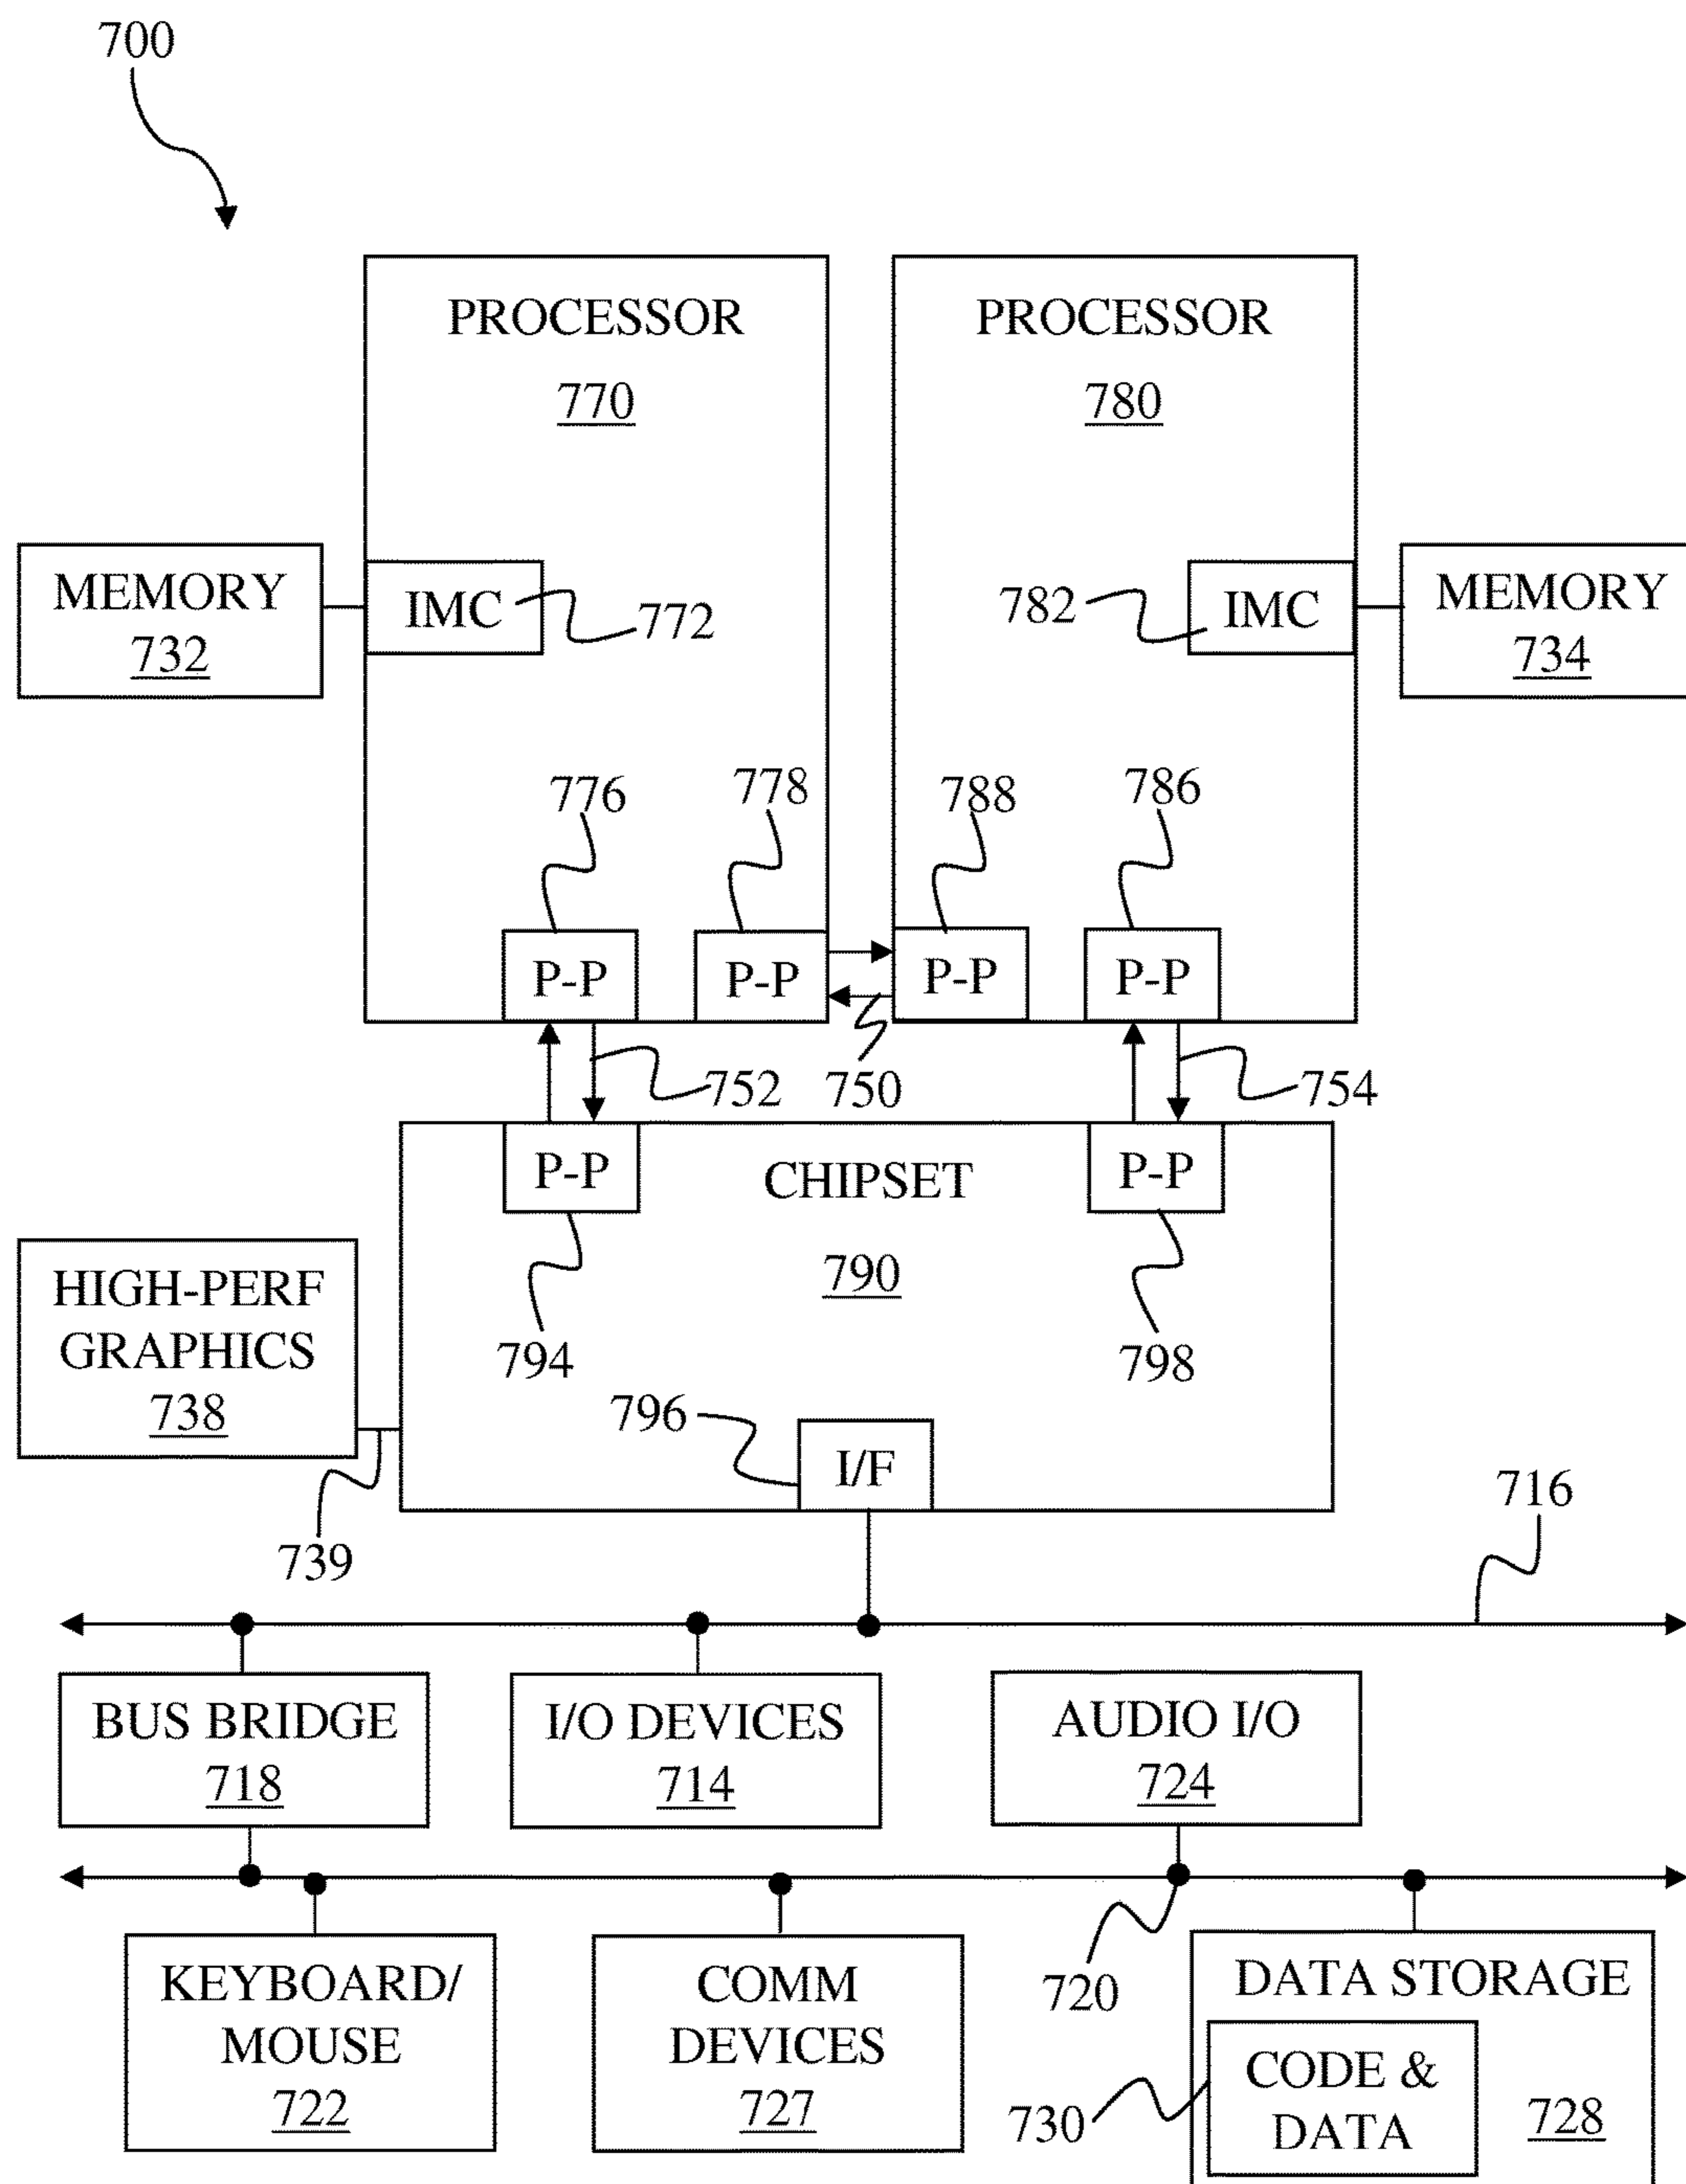 700
PROCESSOR
770
PROCESSOR
780
MEMORY
732
IMC
772
782
IMC
MEMORY
734
776
778
788
786
P-P
P-P
P-P
P-P
752
750
754
P-P
CHIPSET
P-P
790
794
798
HIGH-PERF
GRAPHICS
738
796
I/F
739
716
BUS BRIDGE
718
I/O DEVICES
714
AUDIO I/O
724
720
KEYBOARD/
MOUSE
722
COMM
DEVICES
727
DATA STORAGE
730
CODE &
DATA
728